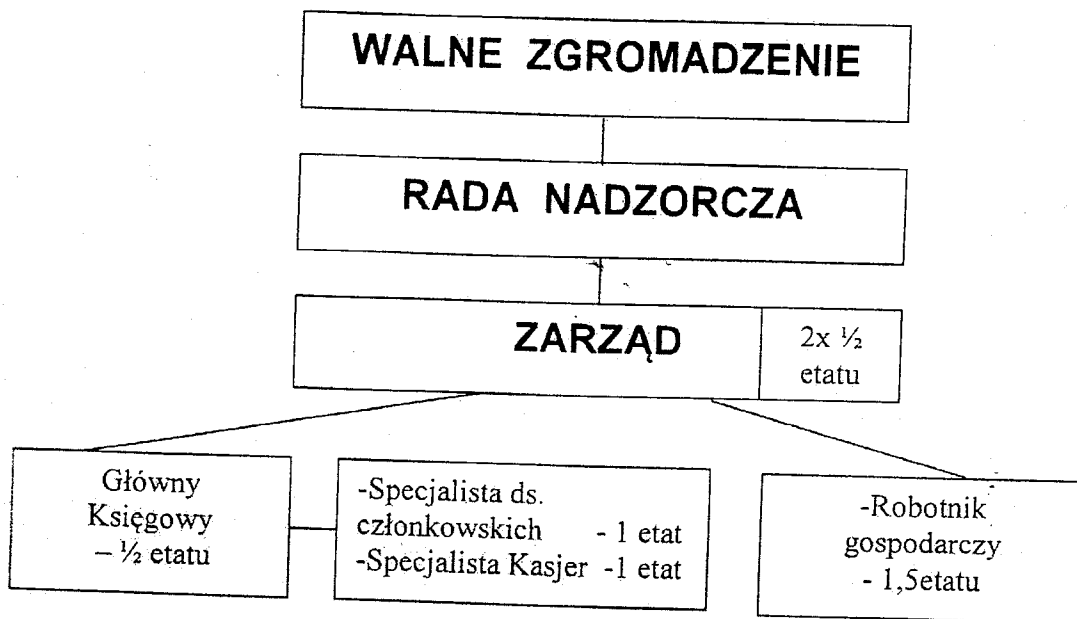 WALNE ZGROMADZENIE
RADA NADZORCZA
ZARZĄD
2x ½
etatu
Główny
Księgowy
– ½ etatu
-Specjalista ds.
członkowskich - 1 etat
-Specjalista Kasjer -1 etat
-Robotnik
gospodarczy
- 1,5etatu